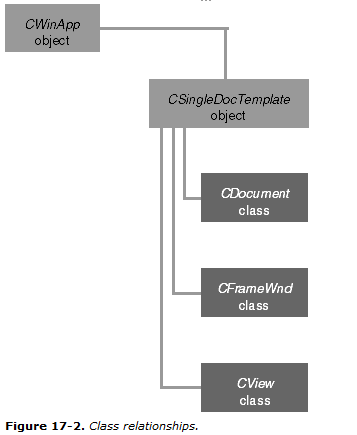 CWinApp
object
CSingleDocTemplate
object
CDocument
class
CFrameWnd
class
CView
class
Figure 17-2. Class relationships.